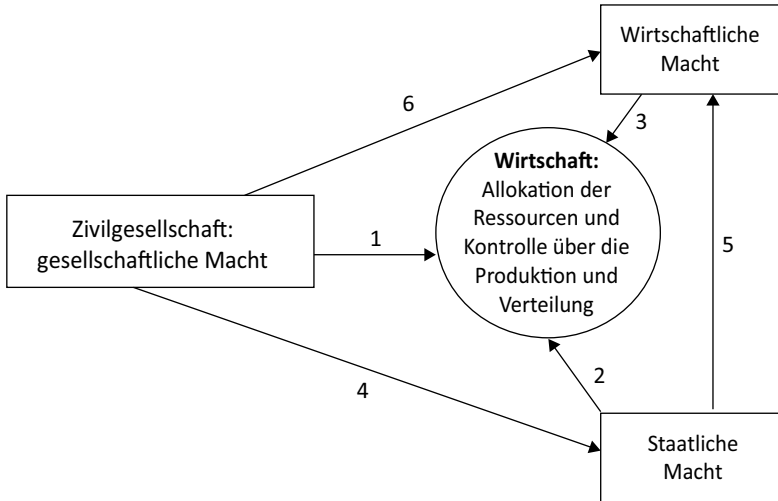 Wirtschaftliche
Macht
6
3
Wirtschaft:
Allokation der
Ressourcen und
Kontrolle über die
Produktion und
Verteilung
Zivilgesellschaft:
gesellschaftliche Macht
1
5
2
4
Staatliche
Macht